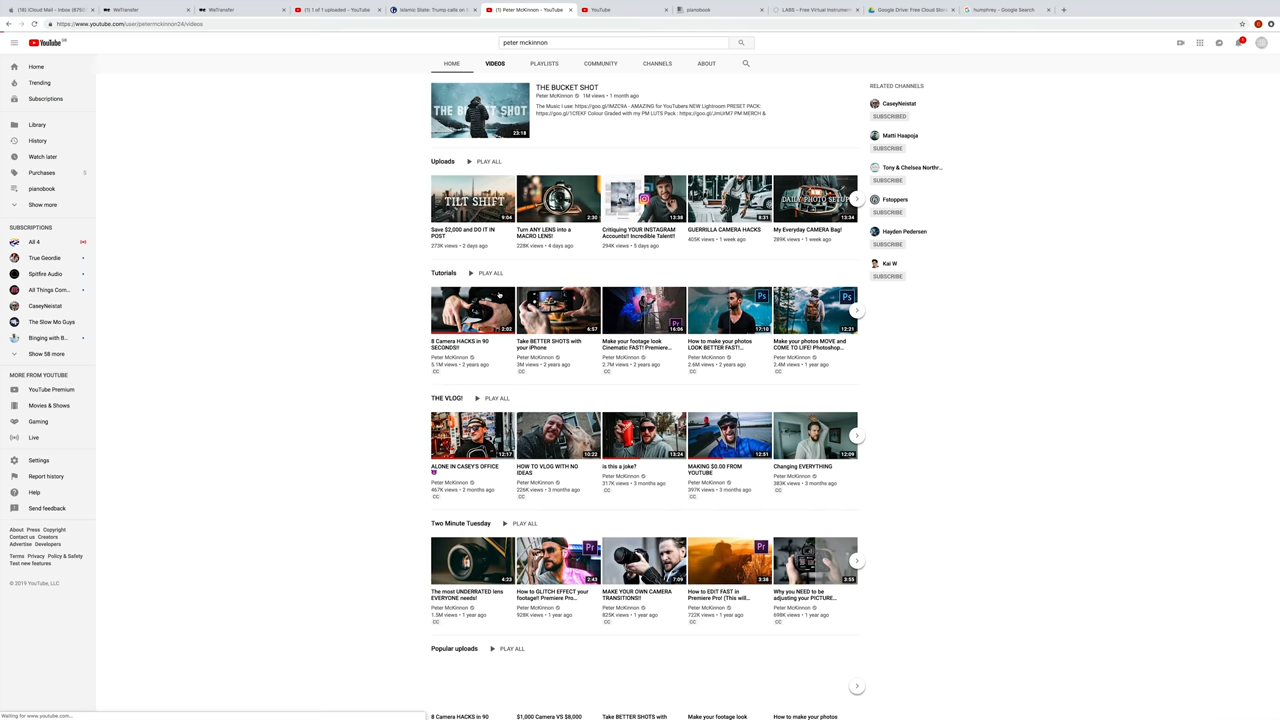 (18) iCloud Mail - Inbox (8790)
WeTransfer
WeTransfer
(1) 1 of 1 uploaded - YouTube
Islamic State: Trump calls on
(1) Peter McKinnon - YouTube
YouTube
pianobook
LABS – Free Virtual Instrumen
Google Drive: Free Cloud Stor
humphrey - Google Search
https://www.youtube.com/user/petermckinnon24/videos
YouTube GB
peter mckinnon
HOME
VIDEOS
PLAYLISTS
COMMUNITY
CHANNELS
ABOUT
Home
Trending
Subscriptions
Library
History
Watch later
Purchases
pianobook
Show more
SUBSCRIPTIONS
All 4
True Geordie
Spitfire Audio
All Things Com...
CaseyNeistat
The Slow Mo Guys
Binging with B...
Show 58 more
MORE FROM YOUTUBE
YouTube Premium
Movies & Shows
Gaming
Live
Settings
Report history
Help
Send feedback
About Press Copyright
Contact us Creators
Advertise Developers
Terms Privacy Policy & Safety
Test new features
© 2019 YouTube, LLC
Waiting for www.youtube.com...
23:18
THE BUCKET SHOT
Peter McKinnon 1M views • 1 month ago
The Music I use: https://goo.gl/lMZC9A - AMAZING for YouTubers NEW Lightroom PRESET PACK:
https://goo.gl/1CfEKF Colour Graded with my PM LUTs Pack : https://goo.gl/JmUrM7 PM MERCH &
Uploads PLAY ALL
TILT SHIFT
9:04
2:30
13:38
8:31
DAILY PHOTO SETUP
13:34
Save $2,000 and DO IT IN
POST
273K views • 2 days ago
Turn ANY LENS into a
MACRO LENS!
228K views • 4 days ago
Critiquing YOUR INSTAGRAM
Accounts!! Incredible Talent!!
294K views • 5 days ago
GUERRILLA CAMERA HACKS
405K views • 1 week ago
My Everyday CAMERA Bag!
289K views • 1 week ago
Tutorials PLAY ALL
2:02
6:57
Pr
16:06
Ps
17:10
Ps
12:21
8 Camera HACKS in 90
SECONDS!!
Peter McKinnon
5.1M views • 2 years ago
CC
Take BETTER SHOTS with
your iPhone
Peter McKinnon
3M views • 2 years ago
CC
Make your footage look
Cinematic FAST! Premiere...
Peter McKinnon
2.7M views • 2 years ago
CC
How to make your photos
LOOK BETTER FAST!...
Peter McKinnon
2.6M views • 2 years ago
CC
Make your photos MOVE and
COME TO LIFE! Photoshop...
Peter McKinnon
2.4M views • 1 year ago
CC
THE VLOG! PLAY ALL
12:17
10:22
13:24
12:51
12:09
ALONE IN CASEY'S OFFICE
Peter McKinnon
467K views • 2 months ago
CC
HOW TO VLOG WITH NO
IDEAS
Peter McKinnon
226K views • 3 months ago
CC
is this a joke?
Peter McKinnon
317K views • 3 months ago
CC
MAKING $0.00 FROM
YOUTUBE
Peter McKinnon
397K views • 3 months ago
CC
Changing EVERYTHING
Peter McKinnon
383K views • 3 months ago
CC
Two Minute Tuesday PLAY ALL
4:23
Pr
2:43
7:09
Pr
3:38
3:55
The most UNDERRATED lens
EVERYONE needs!
Peter McKinnon
1.5M views • 1 year ago
CC
How to GLITCH EFFECT your
footage!! Premiere Pro...
Peter McKinnon
928K views • 1 year ago
MAKE YOUR OWN CAMERA
TRANSITIONS!!
Peter McKinnon
825K views • 1 year ago
CC
How to EDIT FAST in
Premiere Pro! (This will...
Peter McKinnon
722K views • 1 year ago
CC
Why you NEED to be
adjusting your PICTURE...
Peter McKinnon
698K views • 1 year ago
CC
Popular uploads PLAY ALL
8 Camera HACKS in 90
$1,000 Camera VS $8,000
Take BETTER SHOTS with
Make your footage look
How to make your photos
RELATED CHANNELS
CaseyNeistat
SUBSCRIBED
Matti Haapoja
SUBSCRIBE
Tony & Chelsea Northr...
SUBSCRIBE
Fstoppers
SUBSCRIBE
Hayden Pedersen
SUBSCRIBE
Kai W
SUBSCRIBE